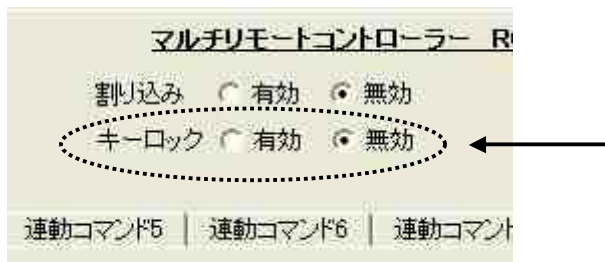 マルチリモートコントローラー
割り込み 有効 無効
キーロック 有効 無効
連動コマンド5 連動コマンド6